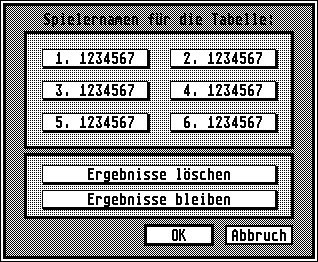 Spielernamen für die Tabelle:
1. 1234567 2. 1234567
3. 1234567 4. 1234567
5. 1234567 6. 1234567
Ergebnisse löschen
Ergebnisse bleiben
OK Abbruch